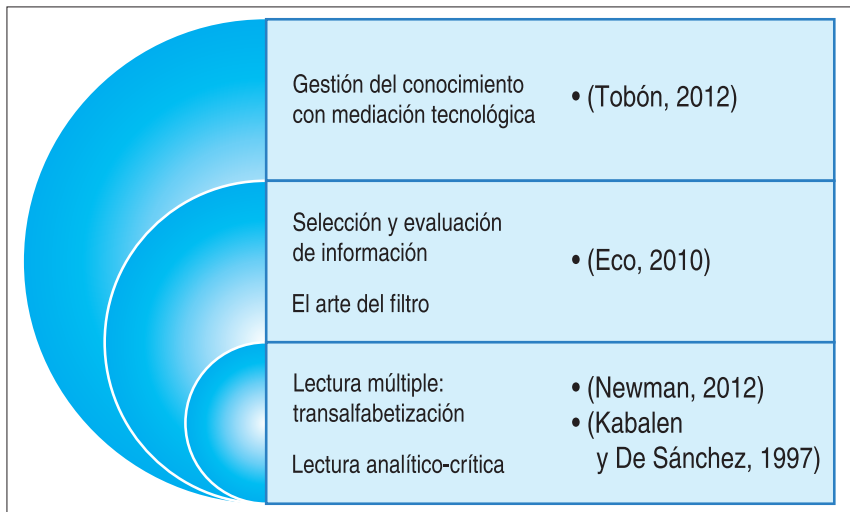 Gestión del conocimiento
con mediación tecnológica
• (Tobón, 2012)
Selección y evaluación
de información
El arte del filtro
• (Eco, 2010)
Lectura múltiple:
transalfabetización
Lectura analítico-crítica
• (Newman, 2012)
• (Kabalen
y De Sánchez, 1997)